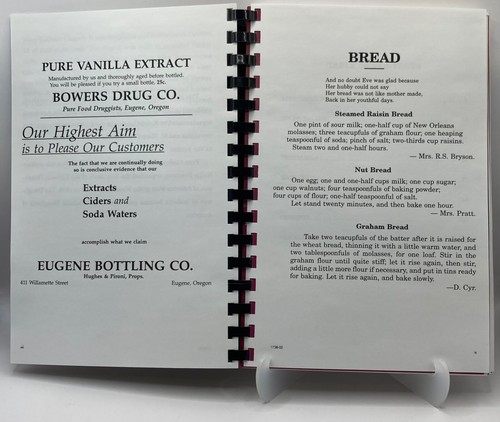 PURE VANILLA EXTRACT
Manufactured by us and thoroughly aged before bottled.
You will be pleased if you try a small bottle, 25c.
BOWERS DRUG CO.
Pure Food Druggists, Eugene, Oregon
Our Highest Aim
is to Please Our Customers
The fact that we are continually doing
so is conclusive evidence that our
Extracts
Ciders and
Soda Waters
accomplish what we claim
EUGENE BOTTLING CO.
Hughes & Pironi, Props.
431 Willamette Street Eugene, Oregon
BREAD
And no doubt Eve was glad because
Her hubby could not say
Her bread was not like mother made,
Back in her youthful days.
Steamed Raisin Bread
One pint of sour milk; one-half cup of New Orleans
molasses; three teacupfuls of graham flour; one heaping
teaspoonful of soda; pinch of salt; two-thirds cup raisins.
Steam two and one-half hours.
— Mrs. R.S. Bryson.
Nut Bread
One egg; one and one-half cups milk; one cup sugar;
one cup walnuts; four teaspoonfuls of baking powder;
four cups of flour; one-half teaspoonful of salt.
Let stand twenty minutes, and then bake one hour.
— Mrs. Pratt.
Graham Bread
Take two teacupfuls of the batter after it is raised for
the wheat bread, thinning it with a little warm water, and
two tablespoonfuls of molasses, for one loaf. Stir in the
graham flour until quite stiff; let it rise again, then stir,
adding a little more flour if necessary, and put in tins ready
for baking. Let it rise again, and bake slowly.
—D. Cyr.